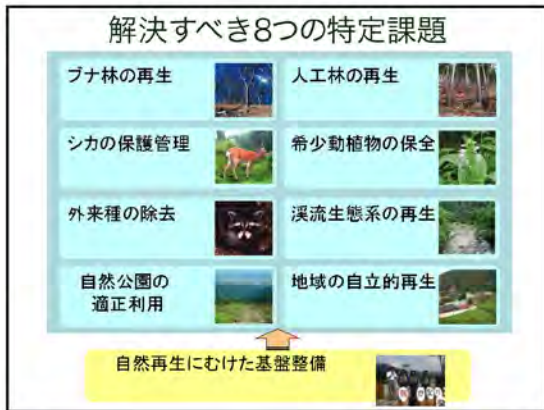 解決すべき8つの特定課題
ブナ林の再生
人工林の再生
シカの保護管理
希少動植物の保全
外来種の除去
渓流生態系の再生
自然公園の
適正利用
地域の自立的再生
自然再生にむけた基盤整備